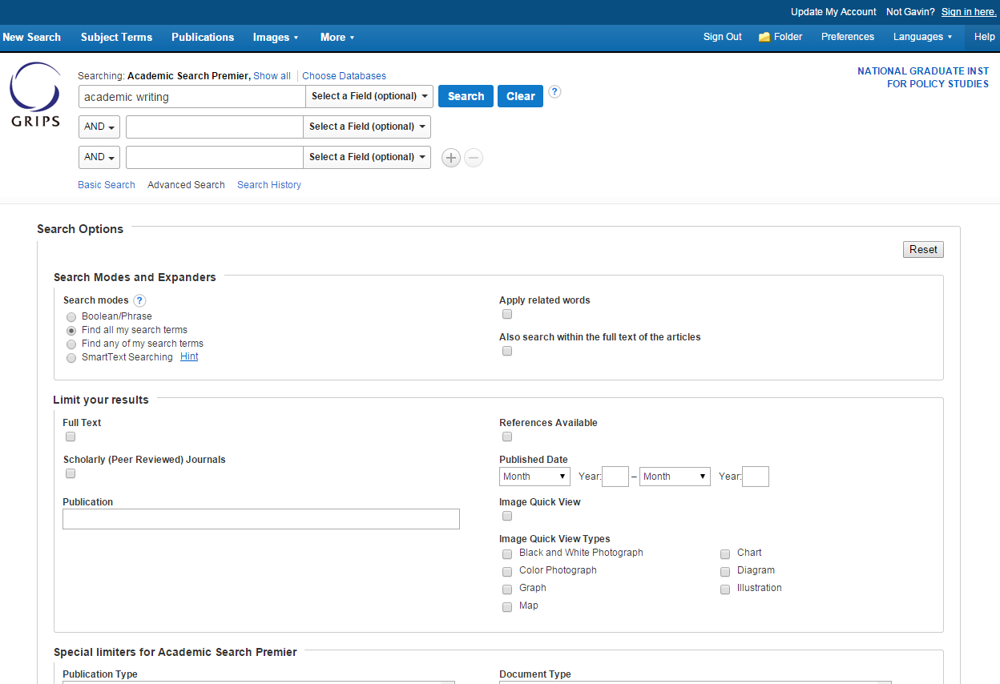 Update My Account Not Gavin? Sign in here.
New Search Subject Terms Publications Images More Sign Out Folder Preferences Languages Help
GRIPS
Searching: Academic Search Premier, Show all Choose Databases
NATIONAL GRADUATE INST
FOR POLICY STUDIES
academic writing Select a Field (optional) Search Clear ?
AND Select a Field (optional)
AND Select a Field (optional)
Basic Search Advanced Search Search History
Search Options
Reset
Search Modes and Expanders
Search modes ?
Boolean/Phrase
Find all my search terms
Find any of my search terms
SmartText Searching Hint
Apply related words
Also search within the full text of the articles
Limit your results
Full Text
Scholarly (Peer Reviewed) Journals
Publication
References Available
Published Date
Month Year: – Month Year:
Image Quick View
Image Quick View Types
Black and White Photograph Chart
Color Photograph Diagram
Graph Illustration
Map
Special limiters for Academic Search Premier
Publication Type Document Type